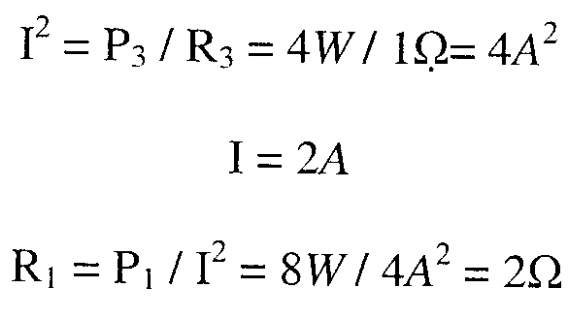 I² = P₃ / R₃ = 4W / 1Ω= 4A²
I = 2A
R₁ = P₁ / I² = 8W / 4A² = 2Ω